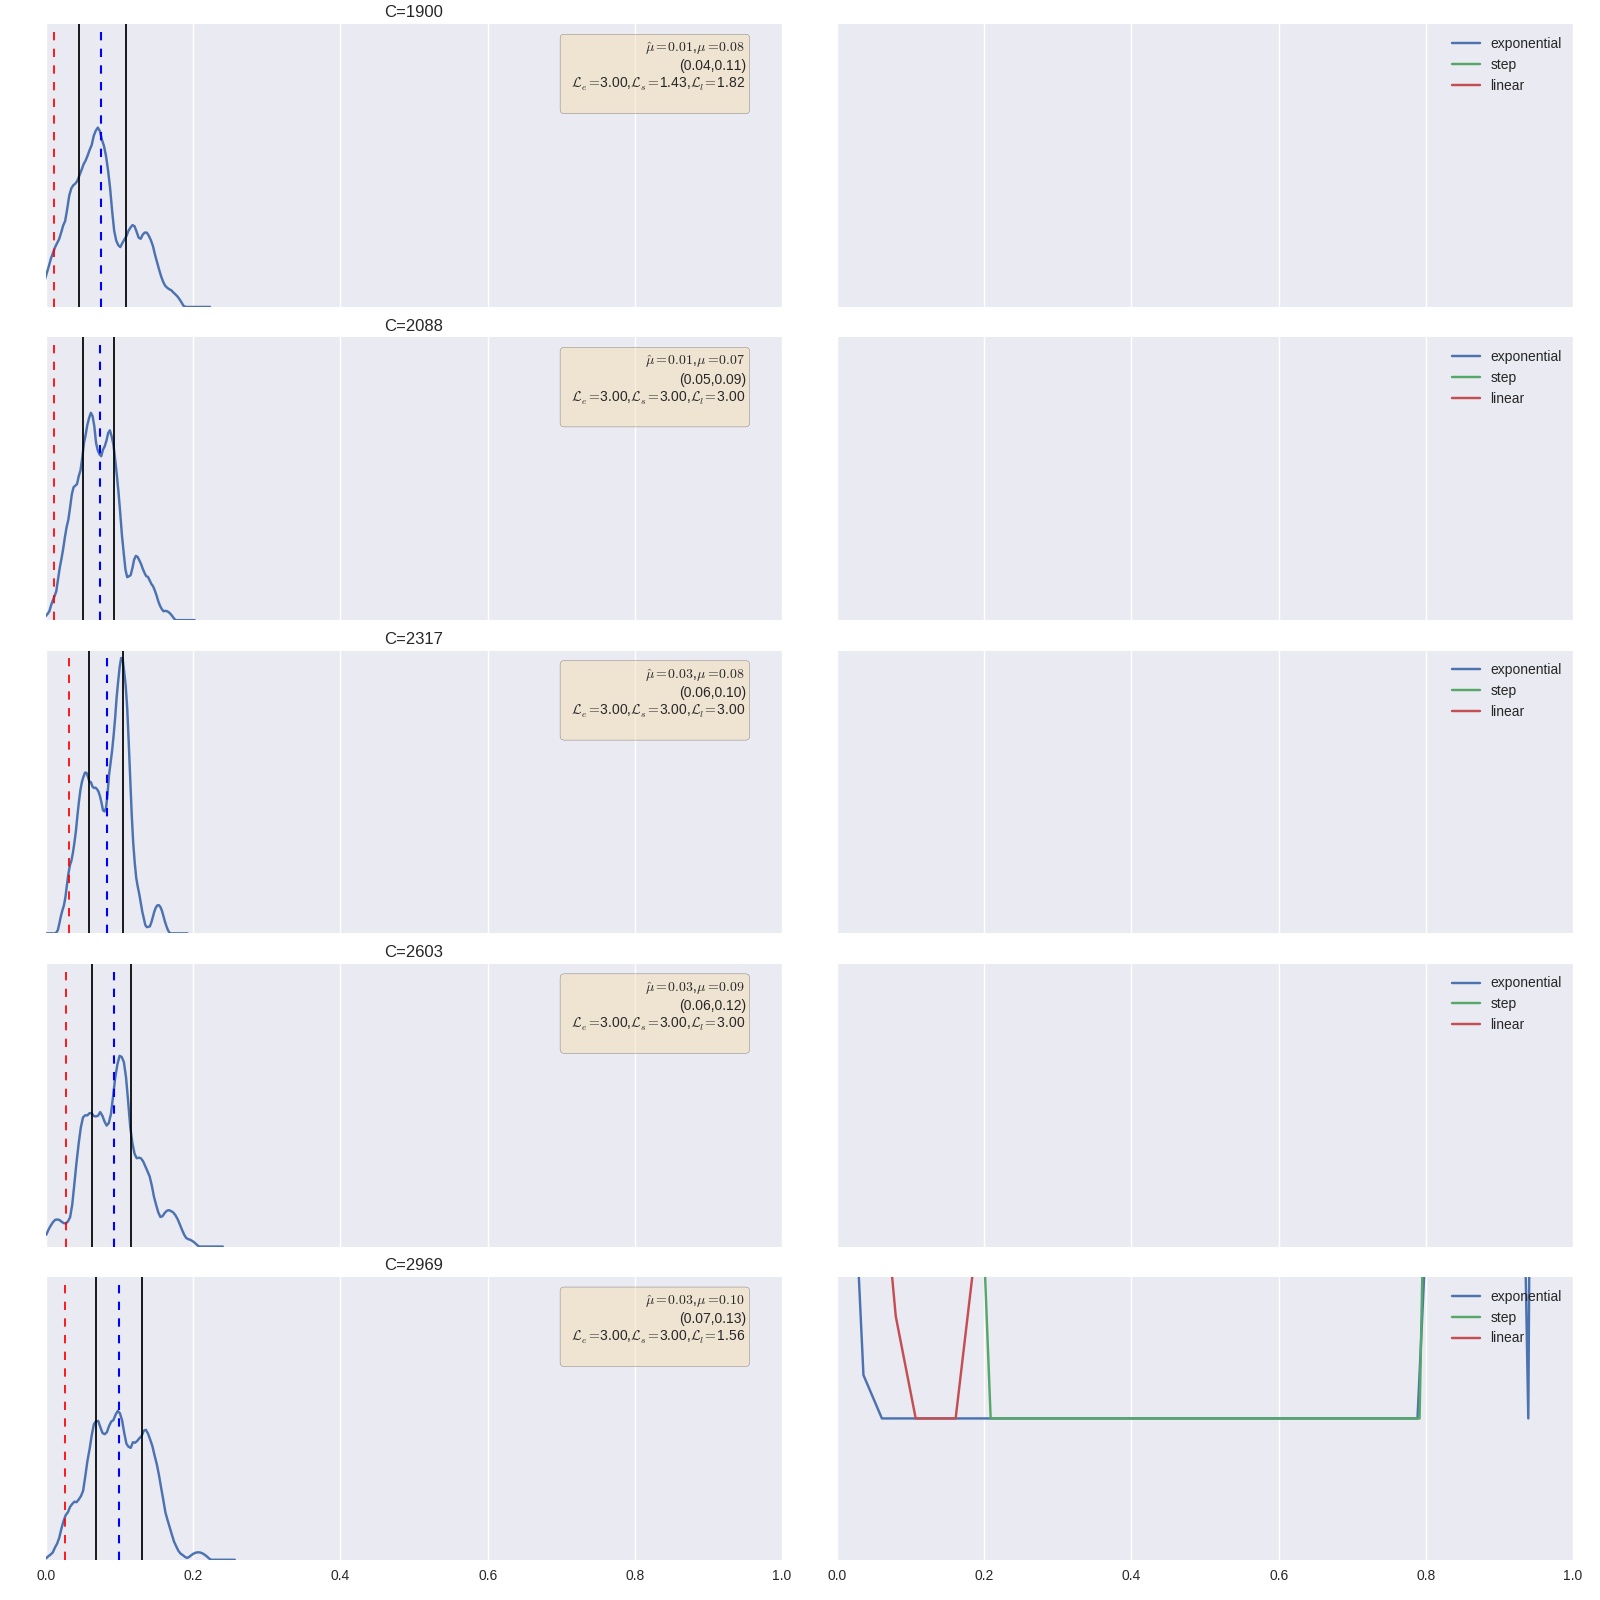 C=1900
μ̂=0.01,μ=0.08
(0.04,0.11)
ℒₑ=3.00,ℒₛ=1.43,ℒₗ=1.82
exponential
step
linear
C=2088
μ̂=0.01,μ=0.07
(0.05,0.09)
ℒₑ=3.00,ℒₛ=3.00,ℒₗ=3.00
exponential
step
linear
C=2317
μ̂=0.03,μ=0.08
(0.06,0.10)
ℒₑ=3.00,ℒₛ=3.00,ℒₗ=3.00
exponential
step
linear
C=2603
μ̂=0.03,μ=0.09
(0.06,0.12)
ℒₑ=3.00,ℒₛ=3.00,ℒₗ=3.00
exponential
step
linear
C=2969
μ̂=0.03,μ=0.10
(0.07,0.13)
ℒₑ=3.00,ℒₛ=3.00,ℒₗ=1.56
exponential
step
linear
0.0 0.2 0.4 0.6 0.8 1.0
0.0 0.2 0.4 0.6 0.8 1.0